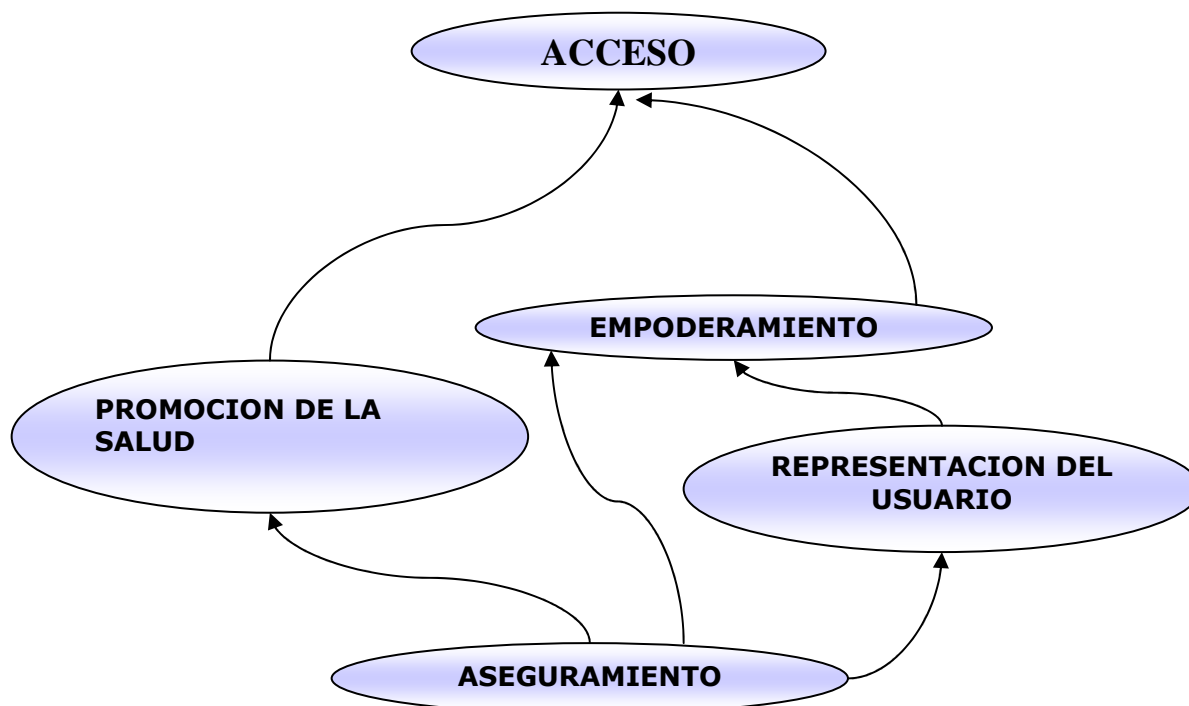 ACCESO
EMPODERAMIENTO
PROMOCION DE LA
SALUD
REPRESENTACION DEL
USUARIO
ASEGURAMIENTO